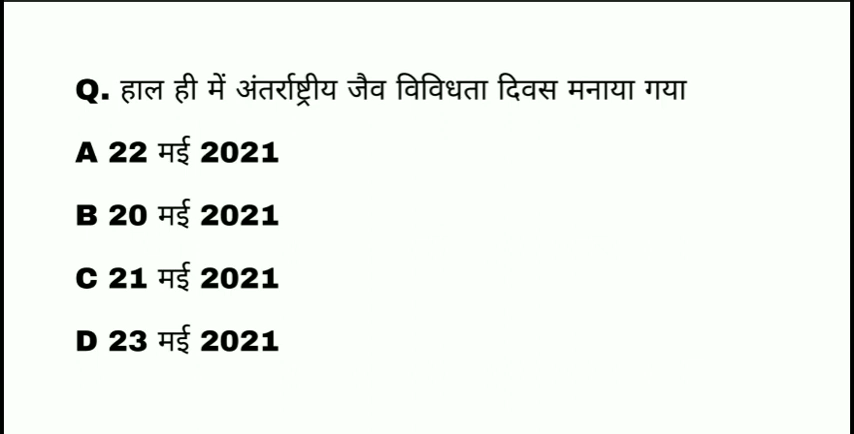 Q. हाल ही में अंतर्राष्ट्रीय जैव विविधता दिवस मनाया गया
A 22 मई 2021
B 20 मई 2021
C 21 मई 2021
D 23 मई 2021